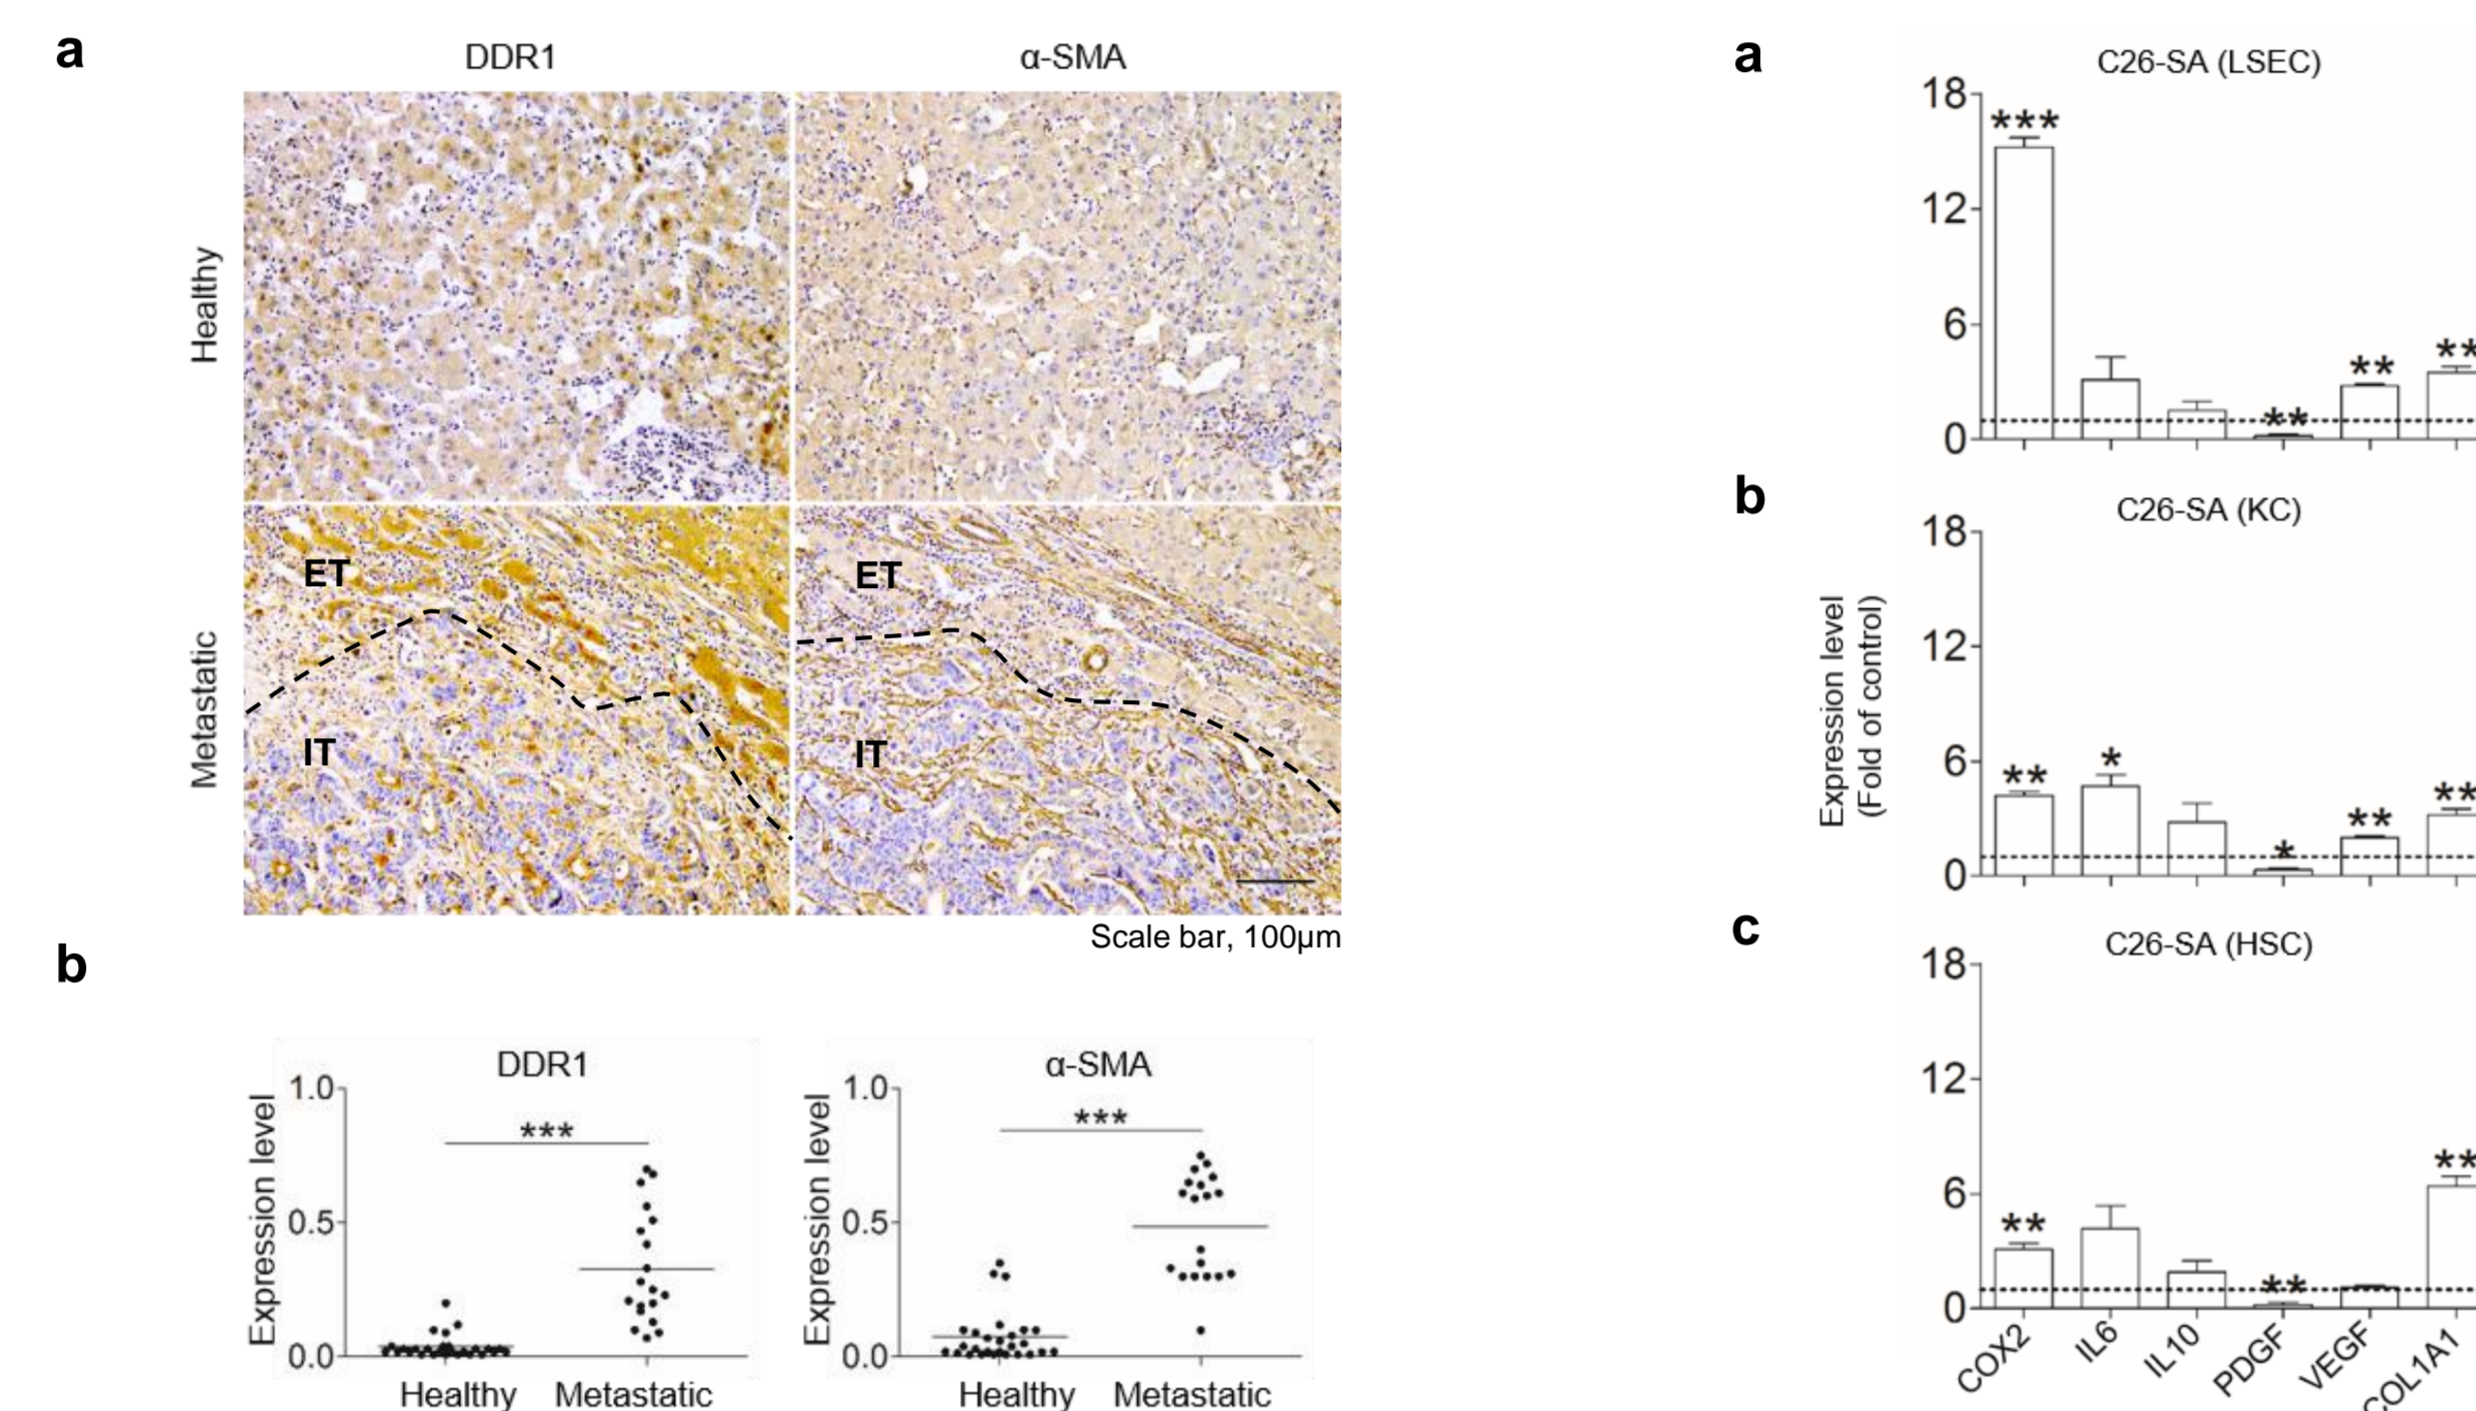 a
DDR1
α-SMA
Healthy
Metastatic
ET
ET
IT
IT
Scale bar, 100μm
b
DDR1
α-SMA
Expression level
1.0
0.5
0.0
***
Healthy
Metastatic
Expression level
1.0
0.5
0.0
***
Healthy
Metastatic
a
C26-SA (LSEC)
18
12
6
0
***
**
**
**
b
C26-SA (KC)
Expression level
(Fold of control)
18
12
6
0
**
*
*
**
**
c
C26-SA (HSC)
18
12
6
0
**
**
**
COX2
IL6
IL10
PDGF
VEGF
COL1A1